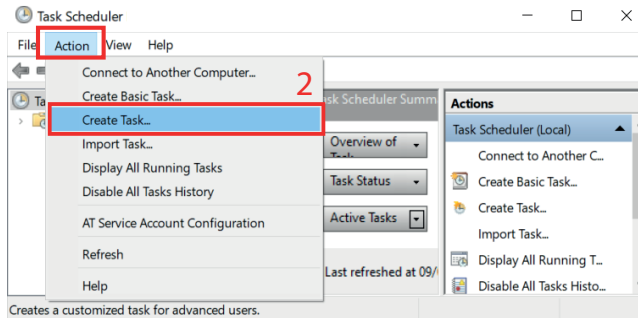 Task Scheduler
File Action View Help
Connect to Another Computer...
Create Basic Task...
Create Task...
Import Task...
Display All Running Tasks
Disable All Tasks History
AT Service Account Configuration
Refresh
Help
2
Task Scheduler Summ
Overview of
Task Status
Active Tasks
Last refreshed at 09/
Actions
Task Scheduler (Local)
Connect to Another C...
Create Basic Task...
Create Task...
Import Task...
Display All Running T...
Disable All Tasks Histo...
Creates a customized task for advanced users.